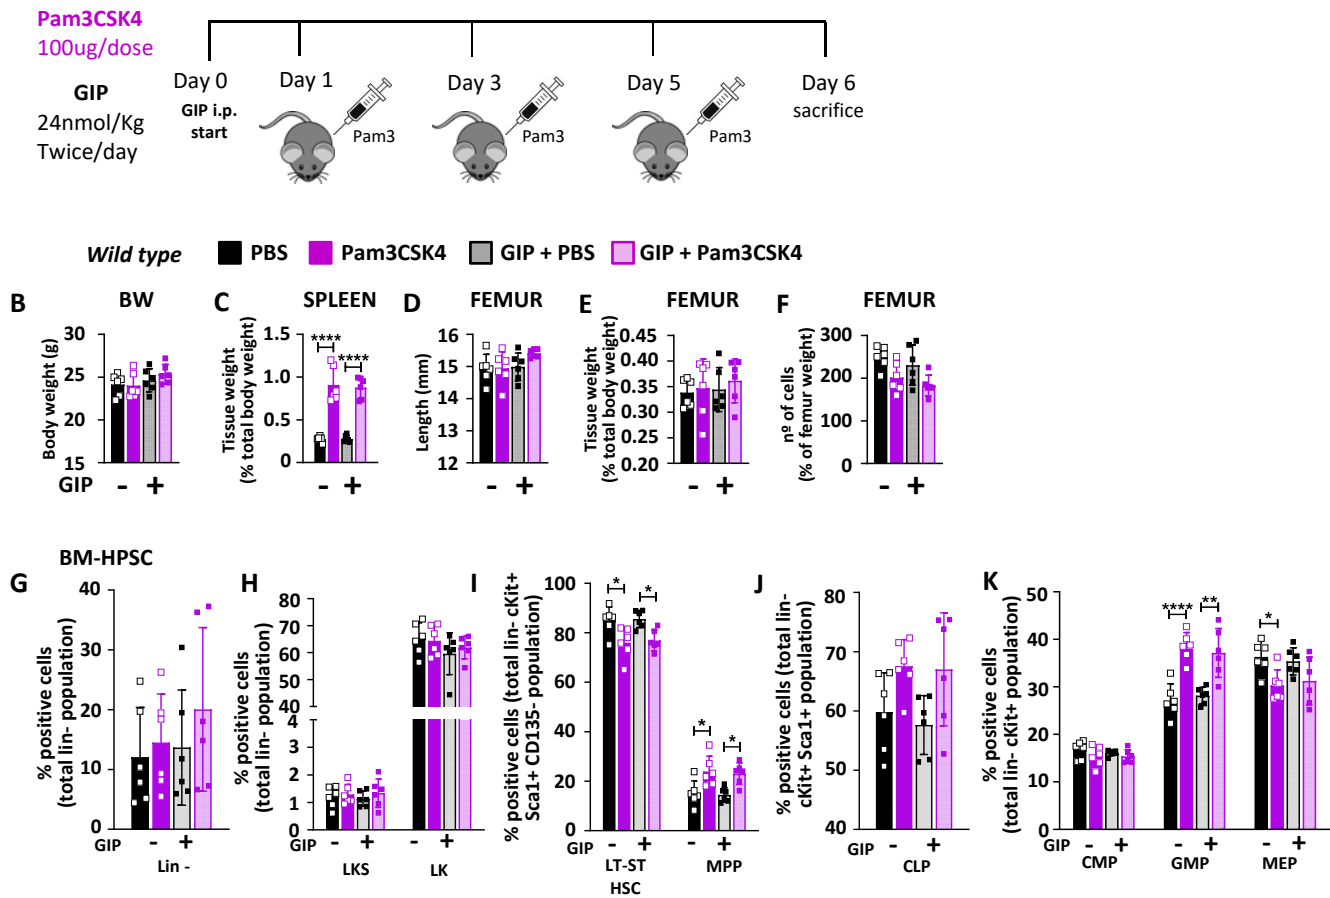 Pam3CSK4
100ug/dose
GIP
24nmol/Kg
Twice/day
Day 0
GIP i.p.
start
Day 1
Pam3
Day 3
Pam3
Day 5
Pam3
Day 6
sacrifice
Wild type PBS Pam3CSK4 GIP + PBS GIP + Pam3CSK4
B BW
Body weight (g)
30
25
20
15
GIP - +
C SPLEEN
Tissue weight
(% total body weight)
1.5
1.0
0.5
0
**** ****
- +
D FEMUR
Length (mm)
16
15
14
13
12
- +
E FEMUR
Tissue weight
(% total body weight)
0.45
0.40
0.35
0.30
0.25
0.20
- +
F FEMUR
nº of cells
(% of femur weight)
300
200
100
0
- +
BM-HPSC
G
% positive cells
(total lin- population)
40
30
20
10
0
GIP - +
Lin -
H
% positive cells
(total lin- population)
80
70
60
50
40
4
3
2
1
0
GIP - + - +
LKS LK
I
% positive cells (total lin- cKit+
Sca1+ CD135- population)
100
80
60
40
20
0
* *
* *
GIP - + - +
LT-ST
HSC
MPP
J
% positive cells (total lin-
cKit+ Sca1+ population)
80
70
60
50
40
GIP - +
CLP
K
% positive cells
(total lin- cKit+ population)
50
40
30
20
10
0
**** ** *
GIP - + - + - +
CMP GMP MEP